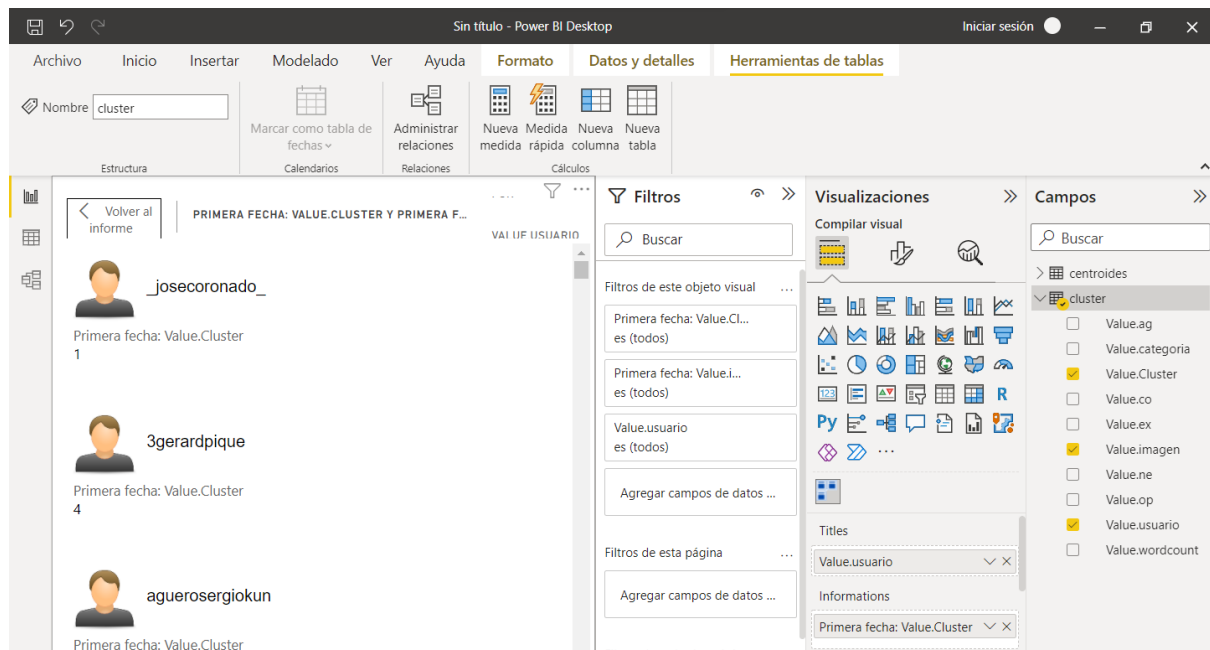 Sin título - Power BI Desktop
Iniciar sesión
Archivo
Inicio
Insertar
Modelado
Ver
Ayuda
Formato
Datos y detalles
Herramientas de tablas
Nombre
cluster
Marcar como tabla de
fechas
Administrar
relaciones
Nueva Medida Nueva Nueva
medida rápida columna tabla
Estructura
Calendarios
Relaciones
Cálculos
Volver al
informe
PRIMERA FECHA: VALUE.CLUSTER Y PRIMERA F...
VALUE USUARIO
_josecoronado_
Primera fecha: Value.Cluster
1
3gerardpique
Primera fecha: Value.Cluster
4
aguerosergiokun
Primera fecha: Value.Cluster
Filtros
Buscar
Filtros de este objeto visual
...
Primera fecha: Value.Cl...
es (todos)
Primera fecha: Value.i...
es (todos)
Value.usuario
es (todos)
Agregar campos de datos ...
Filtros de esta página
...
Agregar campos de datos ...
Visualizaciones
Compilar visual
123
R
Py
...
Titles
Value.usuario
Informations
Primera fecha: Value.Cluster
Campos
Buscar
centroides
cluster
Value.ag
Value.categoria
Value.Cluster
Value.co
Value.ex
Value.imagen
Value.ne
Value.op
Value.usuario
Value.wordcount